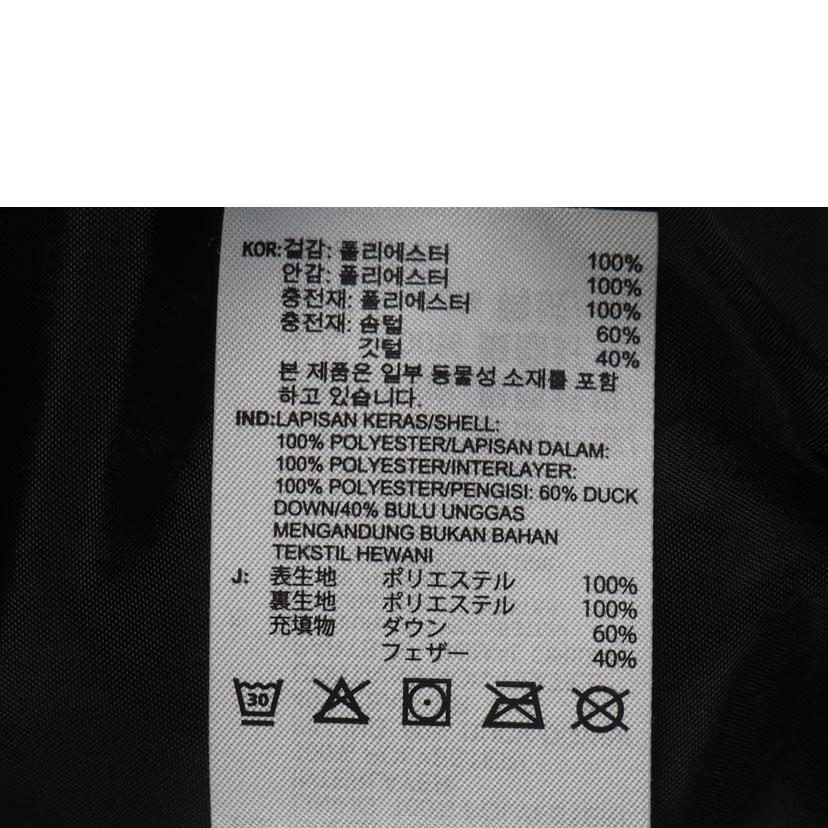 KOR:겉감: 폴리에스터 100%
안감: 폴리에스터 100%
충전재: 폴리에스터 100%
충전재: 솜털 60%
깃털 40%
본 제품은 일부 동물성 소재를 포함
하고 있습니다.
IND:LAPISAN KERAS/SHELL:
100% POLYESTER/LAPISAN DALAM:
100% POLYESTER/INTERLAYER:
100% POLYESTER/PENGISI: 60% DUCK
DOWN/40% BULU UNGGAS
MENGANDUNG BUKAN BAHAN
TEKSTIL HEWANI
J: 表生地 ポリエステル 100%
裏生地 ポリエステル 100%
充填物 ダウン 60%
フェザー 40%
30